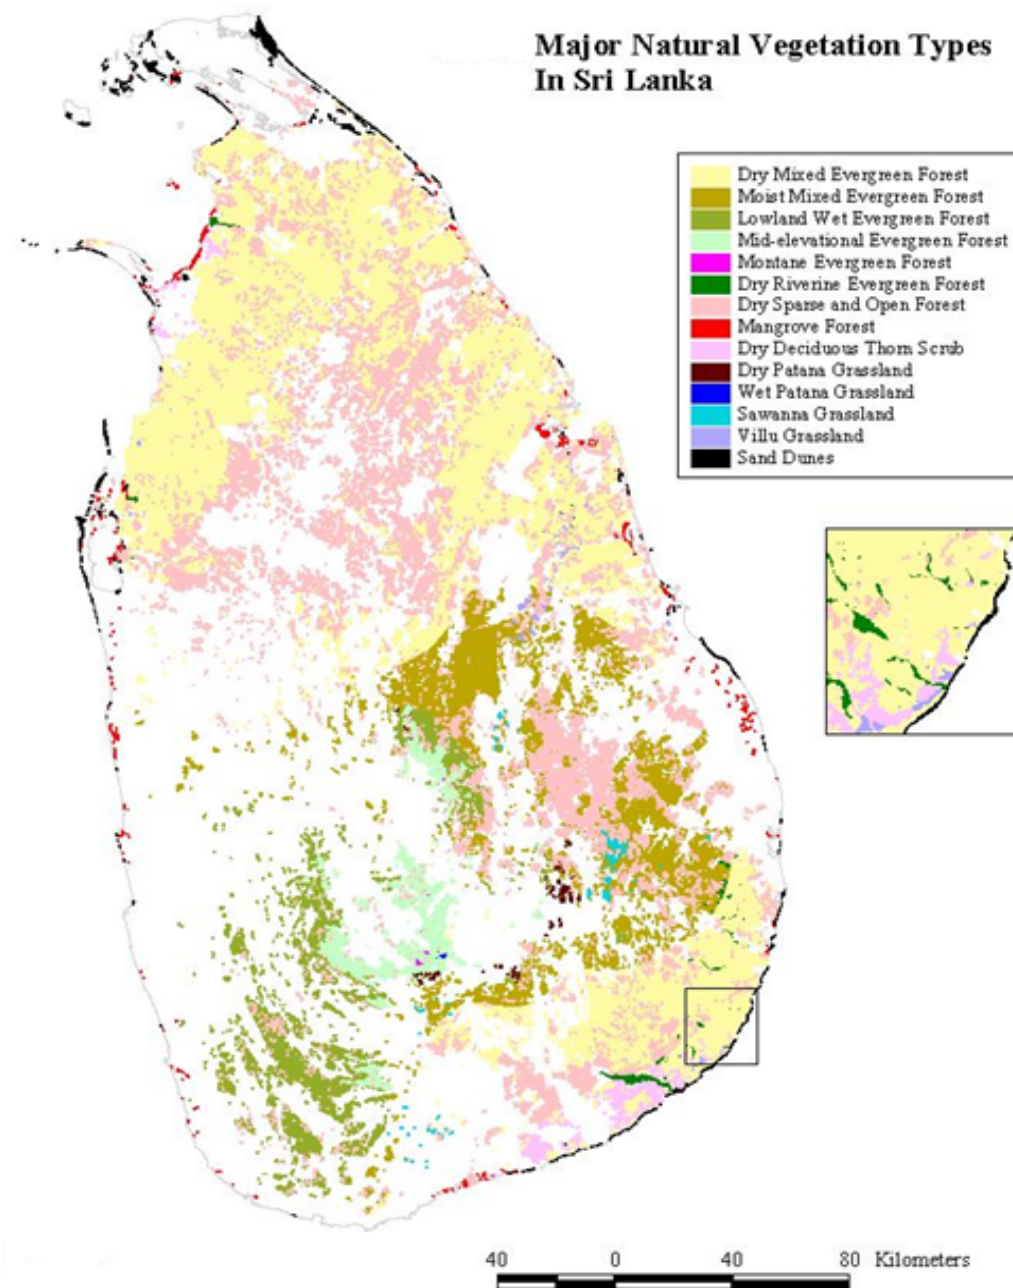 Major Natural Vegetation Types
In Sri Lanka
Dry Mixed Evergreen Forest
Moist Mixed Evergreen Forest
Lowland Wet Evergreen Forest
Mid-elevational Evergreen Forest
Montane Evergreen Forest
Dry Riverine Evergreen Forest
Dry Sparse and Open Forest
Mangrove Forest
Dry Deciduous Thorn Scrub
Dry Patana Grassland
Wet Patana Grassland
Sawanna Grassland
Villu Grassland
Sand Dunes
40 0 40 80 Kilometers